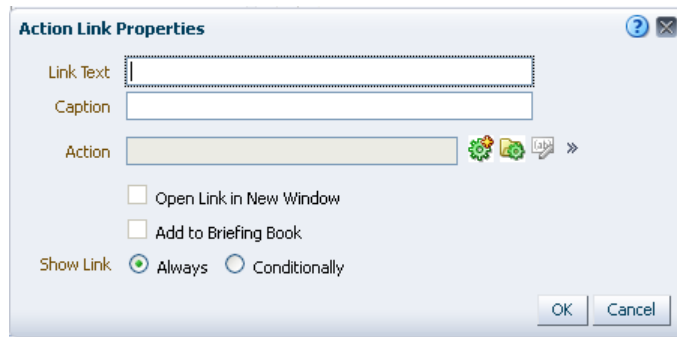 Action Link Properties
Link Text
Caption
Action
Open Link in New Window
Add to Briefing Book
Show Link Always Conditionally
OK Cancel